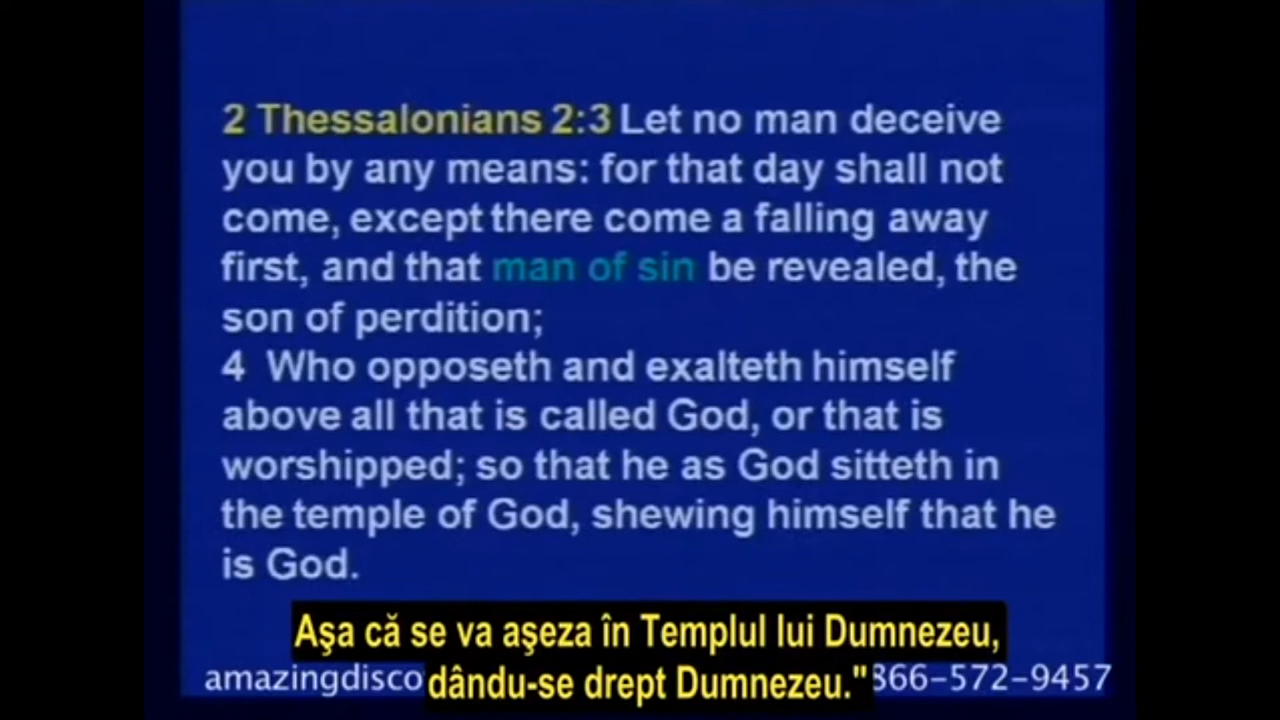 2 Thessalonians 2:3 Let no man deceive
you by any means: for that day shall not
come, except there come a falling away
first, and that man of sin be revealed, the
son of perdition;
4 Who opposeth and exalteth himself
above all that is called God, or that is
worshipped; so that he as God sitteth in
the temple of God, shewing himself that he
is God.
Aşa că se va aşeza în Templul lui Dumnezeu,
amazingdisco dându-se drept Dumnezeu." 866-572-9457